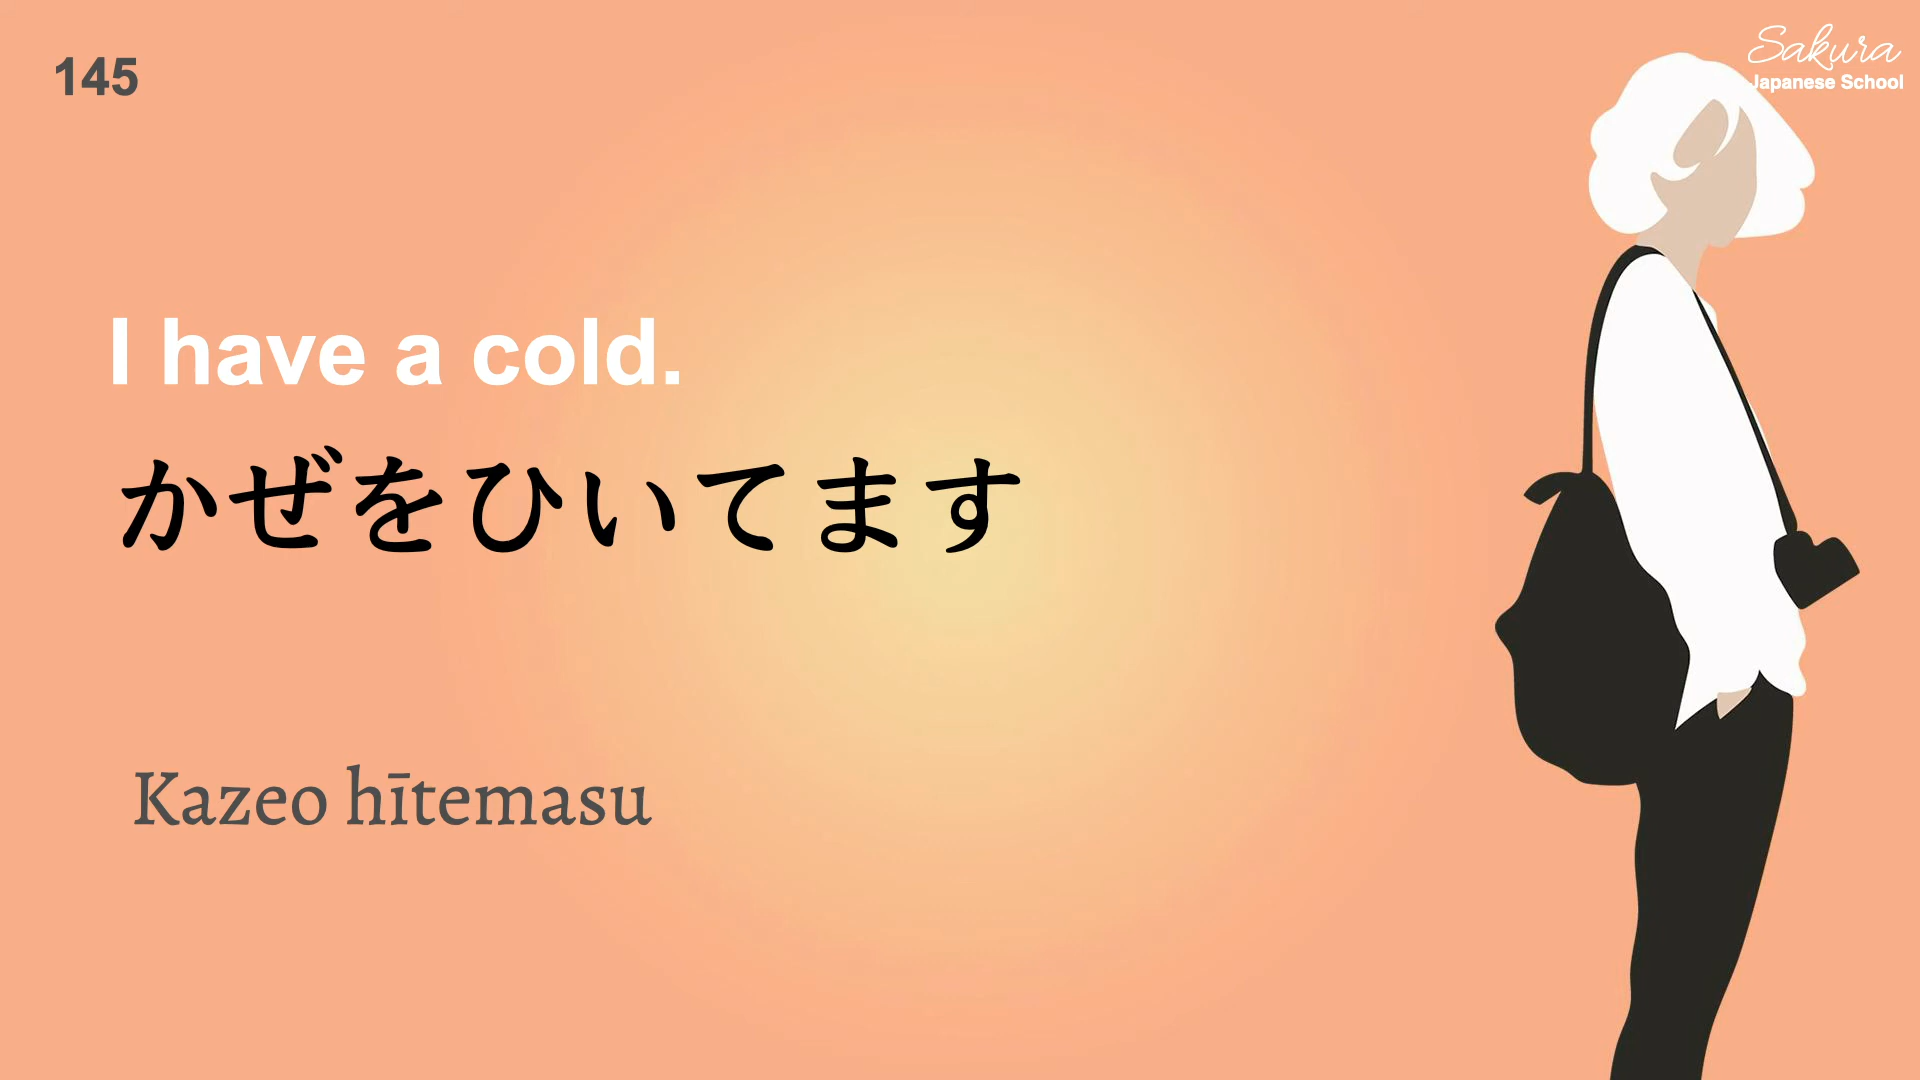 145
Sakura
Japanese School
I have a cold.
かぜをひいてます
Kazeo hītemasu